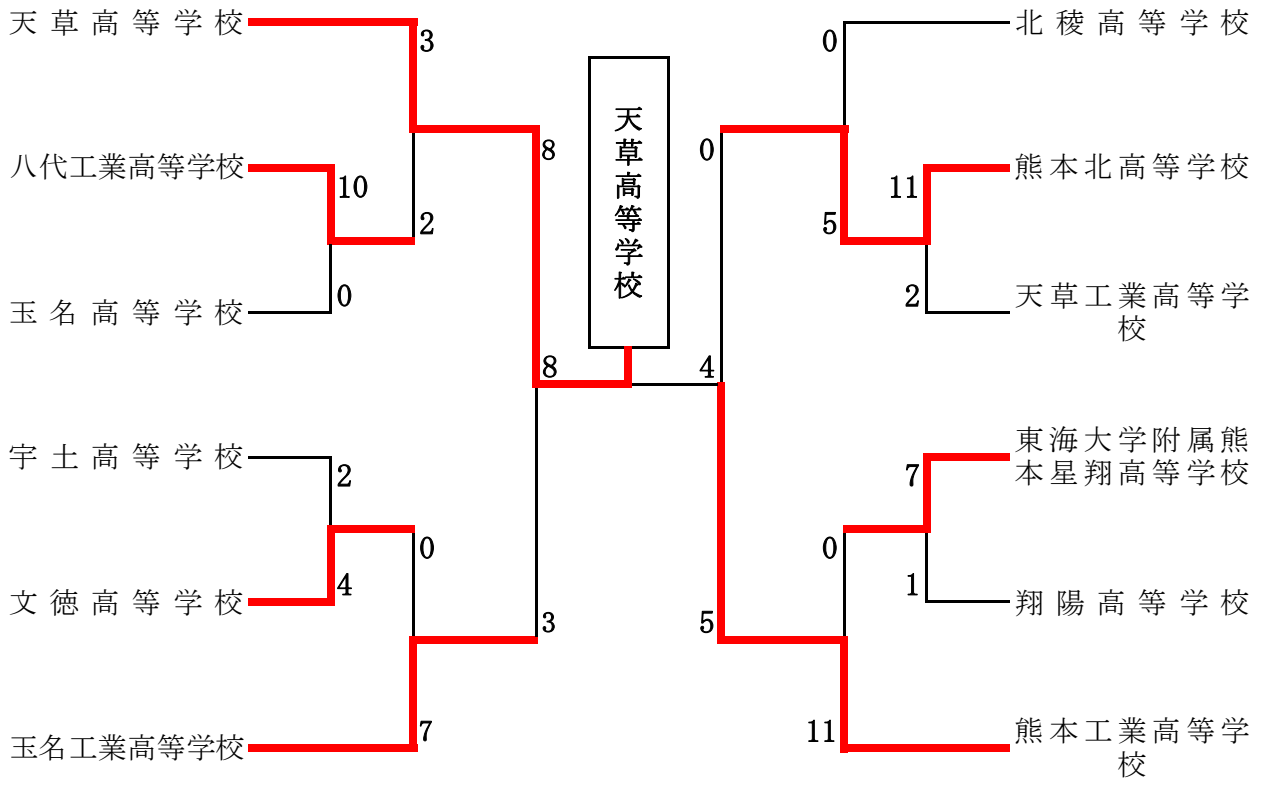 天草高等学校
3
八代工業高等学校
10
2
玉名高等学校
0
8
宇土高等学校
2
文徳高等学校
4
0
玉名工業高等学校
7
3
8
天草高等学校
4
0
5
北稜高等学校
0
熊本北高等学校
11
5
天草工業高等学
校
2
東海大学附属熊
本星翔高等学校
7
0
翔陽高等学校
1
熊本工業高等学
校
11